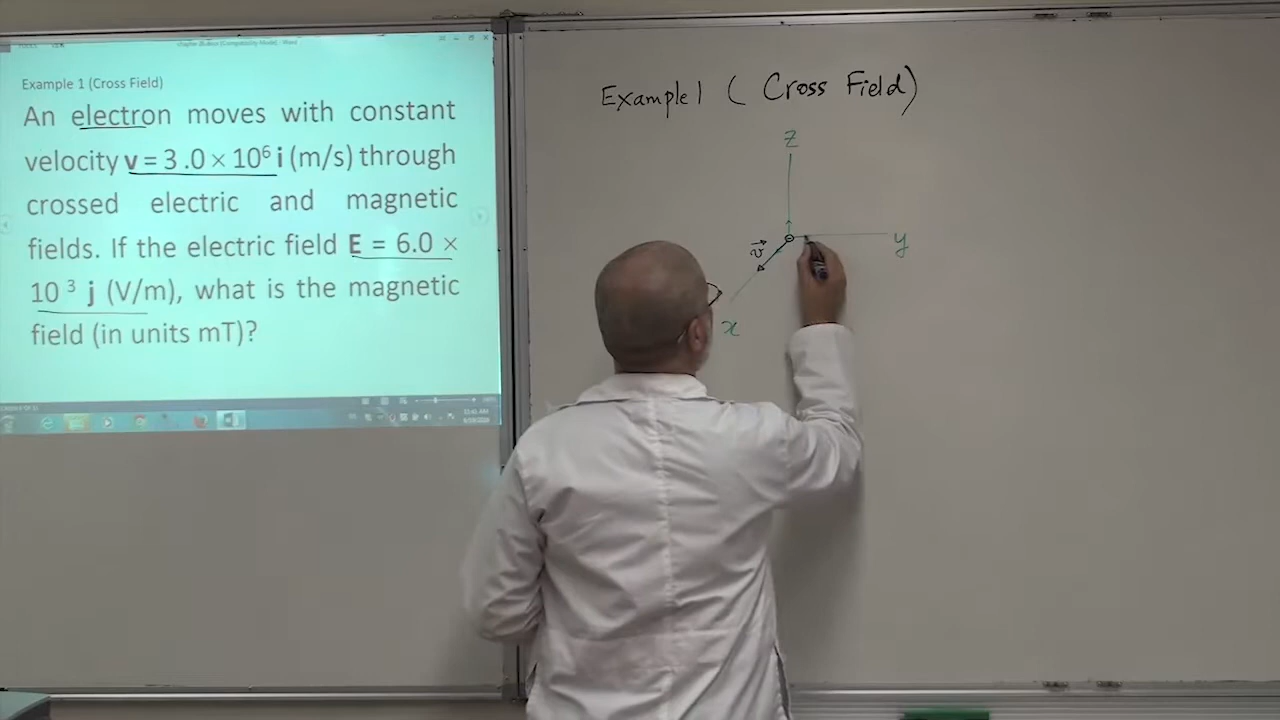 Example 1 (Cross Field)
An electron moves with constant
velocity v = 3 .0 × 10⁶ i (m/s) through
crossed electric and magnetic
fields. If the electric field E = 6.0 ×
10 ³ j (V/m), what is the magnetic
field (in units mT)?
Example 1 ( Cross Field)
z
y
v
x